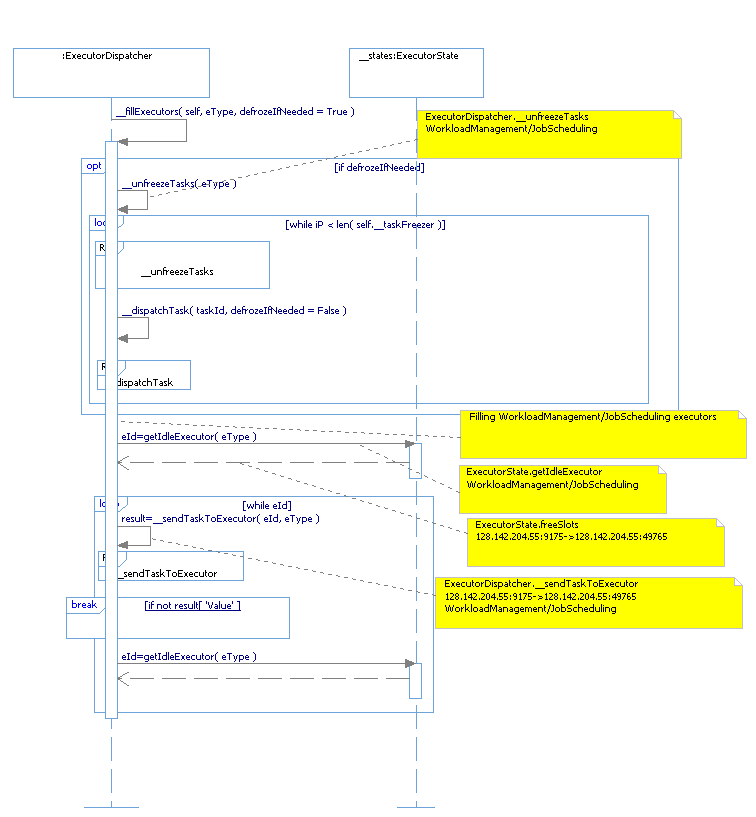 :ExecutorDispatcher
__states:ExecutorState
__fillExecutors( self, eType, defrozeIfNeeded = True )
ExecutorDispatcher.__unfreezeTasks
WorkloadManagement/JobScheduling
opt
[if defrozeIfNeeded]
__unfreezeTasks( eType )
[while iP < len( self.__taskFreezer )]
__unfreezeTasks
__dispatchTask( taskId, defrozeIfNeeded = False )
dispatchTask
Filling WorkloadManagement/JobScheduling executors
eId=getIdleExecutor( eType )
ExecutorState.getIdleExecutor
WorkloadManagement/JobScheduling
[while eId]
result=__sendTaskToExecutor( eId, eType )
ExecutorState.freeSlots
128.142.204.55:9175->128.142.204.55:49765
_sendTaskToExecutor
ExecutorDispatcher.__sendTaskToExecutor
128.142.204.55:9175->128.142.204.55:49765
WorkloadManagement/JobScheduling
break
[if not result[ 'Value' ]
eId=getIdleExecutor( eType )